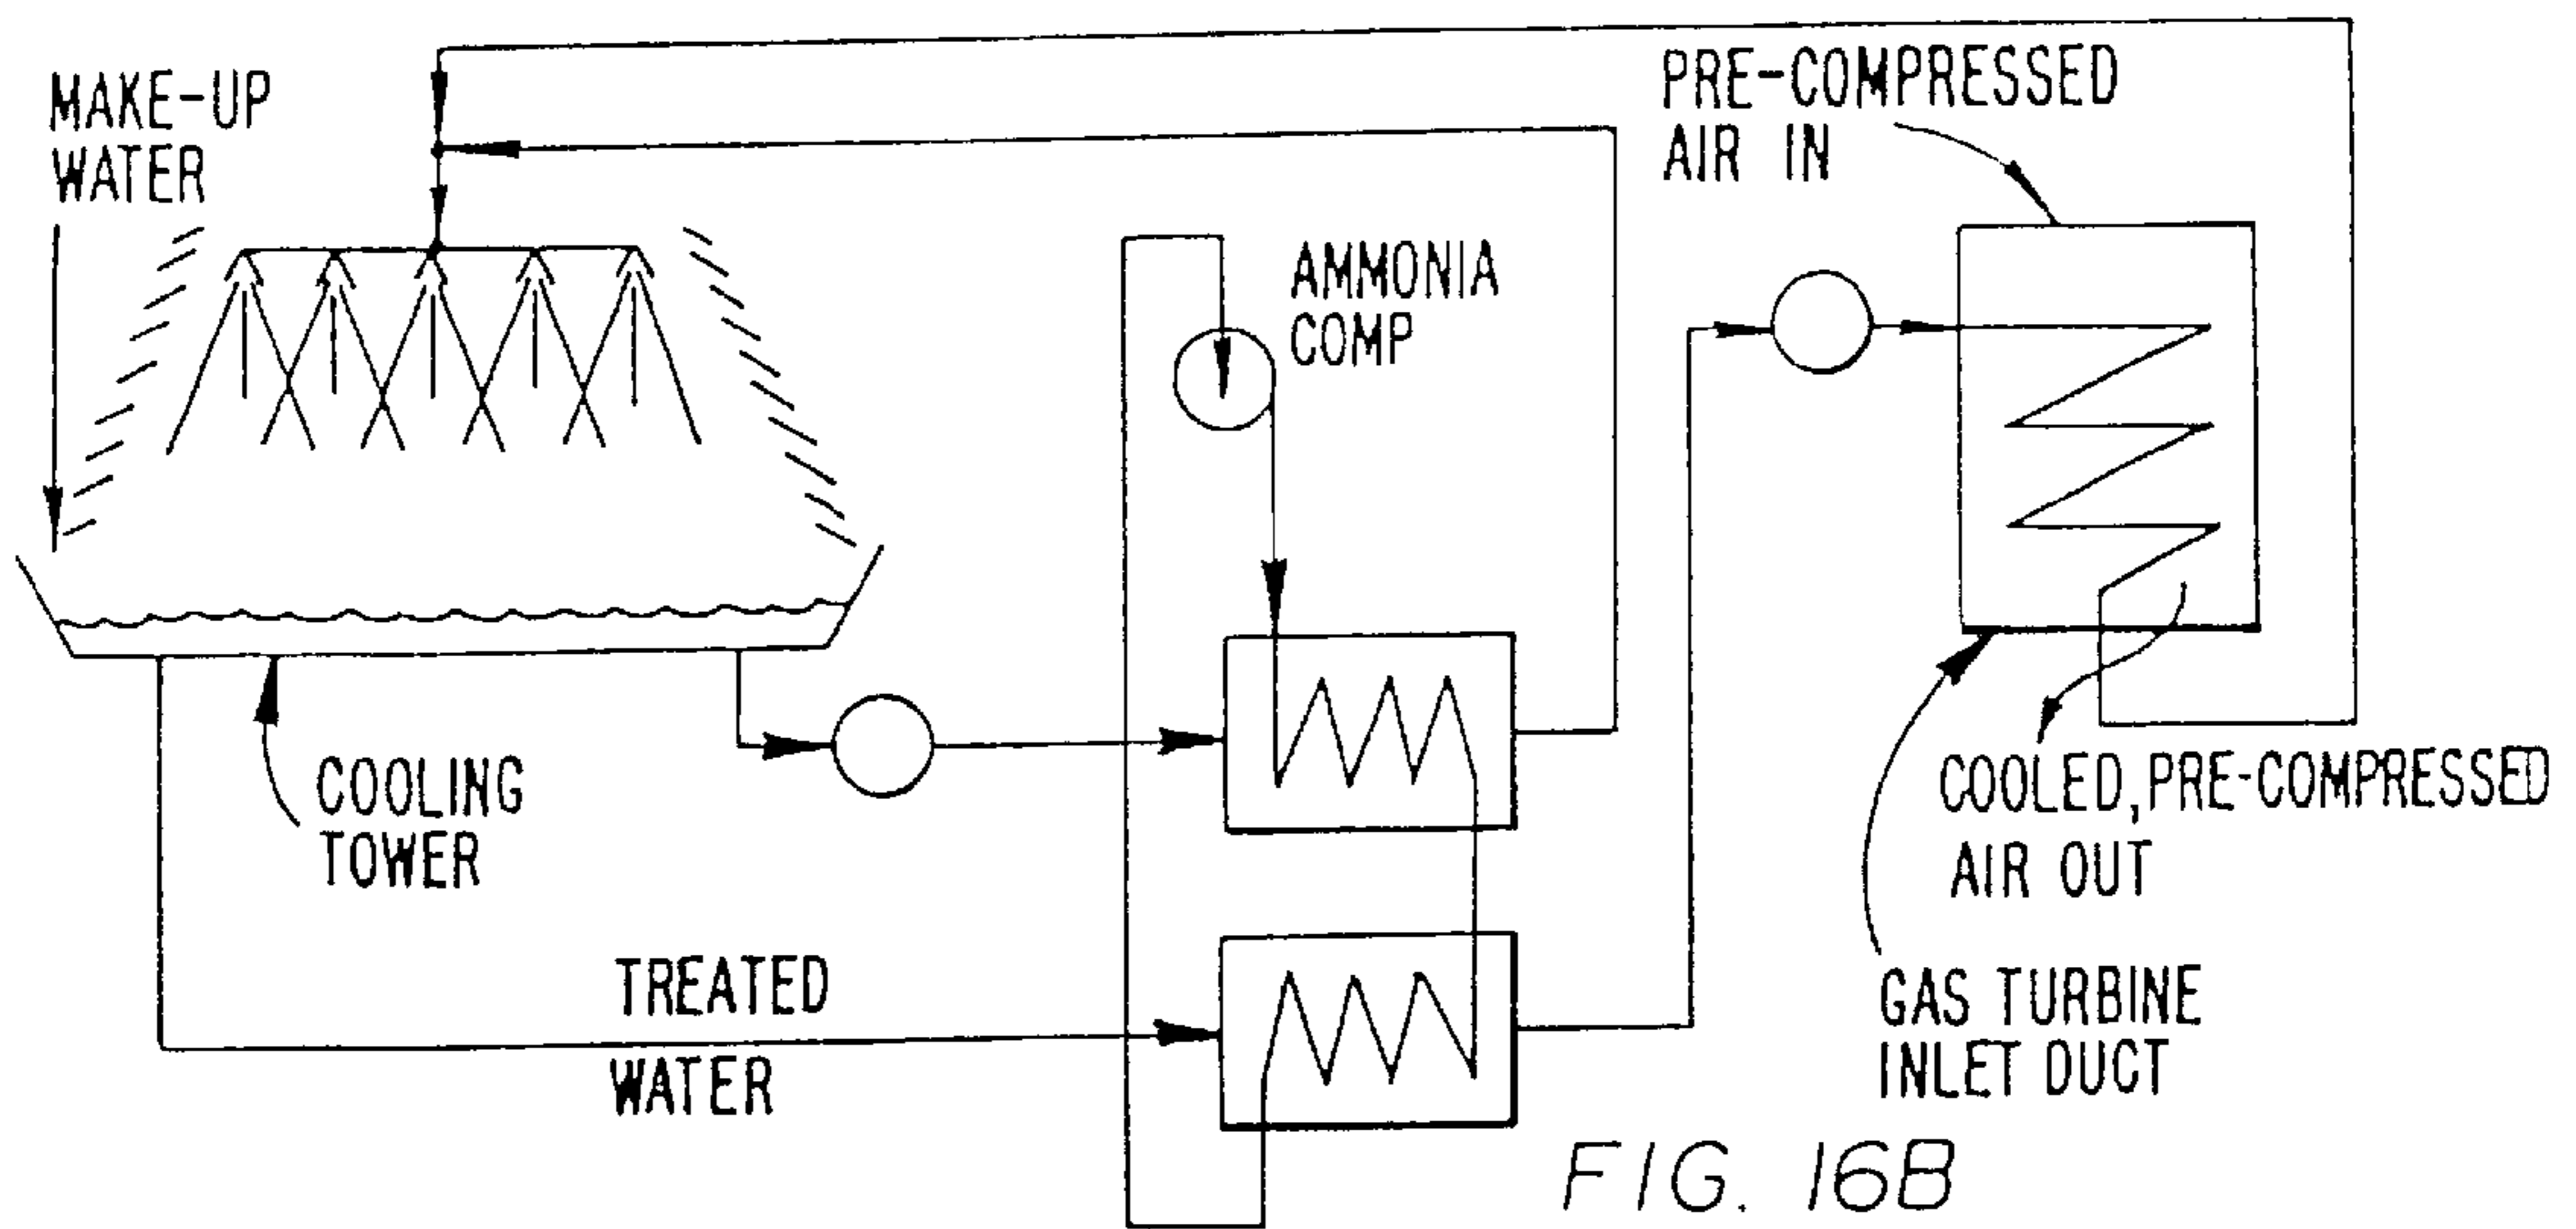 MAKE-UP
WATER
PRE-COMPRESSED
AIR IN
AMMONIA
COMP
COOLING
TOWER
COOLED, PRE-COMPRESSED
AIR OUT
TREATED
WATER
GAS TURBINE
INLET DUCT
FIG. 16B